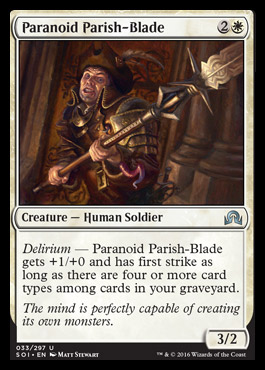 Paranoid Parish-Blade 2
Creature — Human Soldier
Delirium — Paranoid Parish-Blade
gets +1/+0 and has first strike as
long as there are four or more card
types among cards in your graveyard.
The mind is perfectly capable of creating
its own monsters.
3/2
033/297 U
SOI • EN Matt Stewart
™ & © 2016 Wizards of the Coast